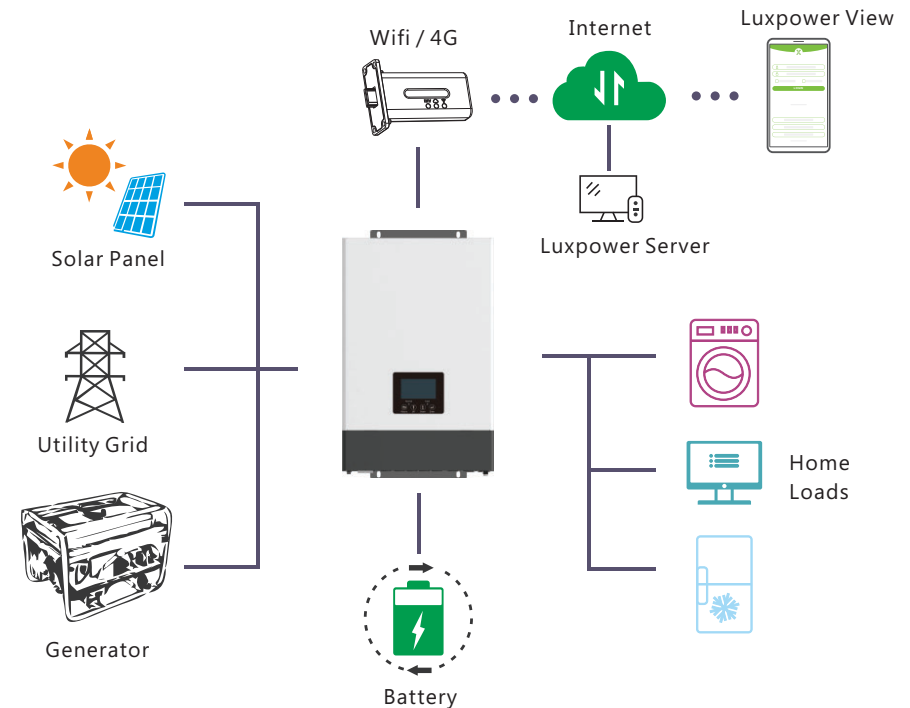 Luxpower View
Internet
Wifi / 4G
Solar Panel
Luxpower Server
Utility Grid
Home
Loads
Generator
Battery